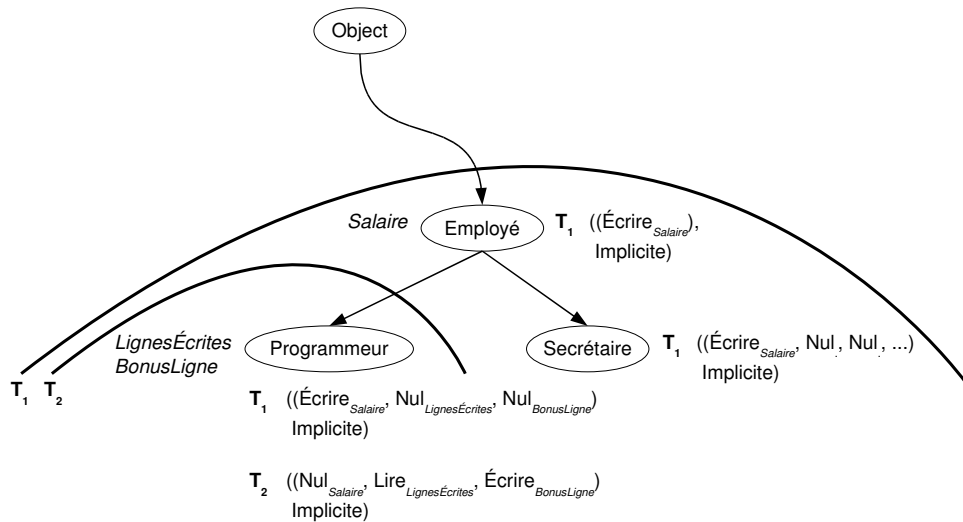 Object
Salaire
Employé
T1 ((ÉcrireSalaire),
Implicite)
LignesÉcrites
BonusLigne
Programmeur
Secrétaire
T1 ((ÉcrireSalaire, Nul., Nul., ...)
Implicite)
T1 T2
T1 ((ÉcrireSalaire, NulLignesÉcrites, NulBonusLigne)
Implicite)
T2 ((NulSalaire, LireLignesÉcrites, ÉcrireBonusLigne)
Implicite)